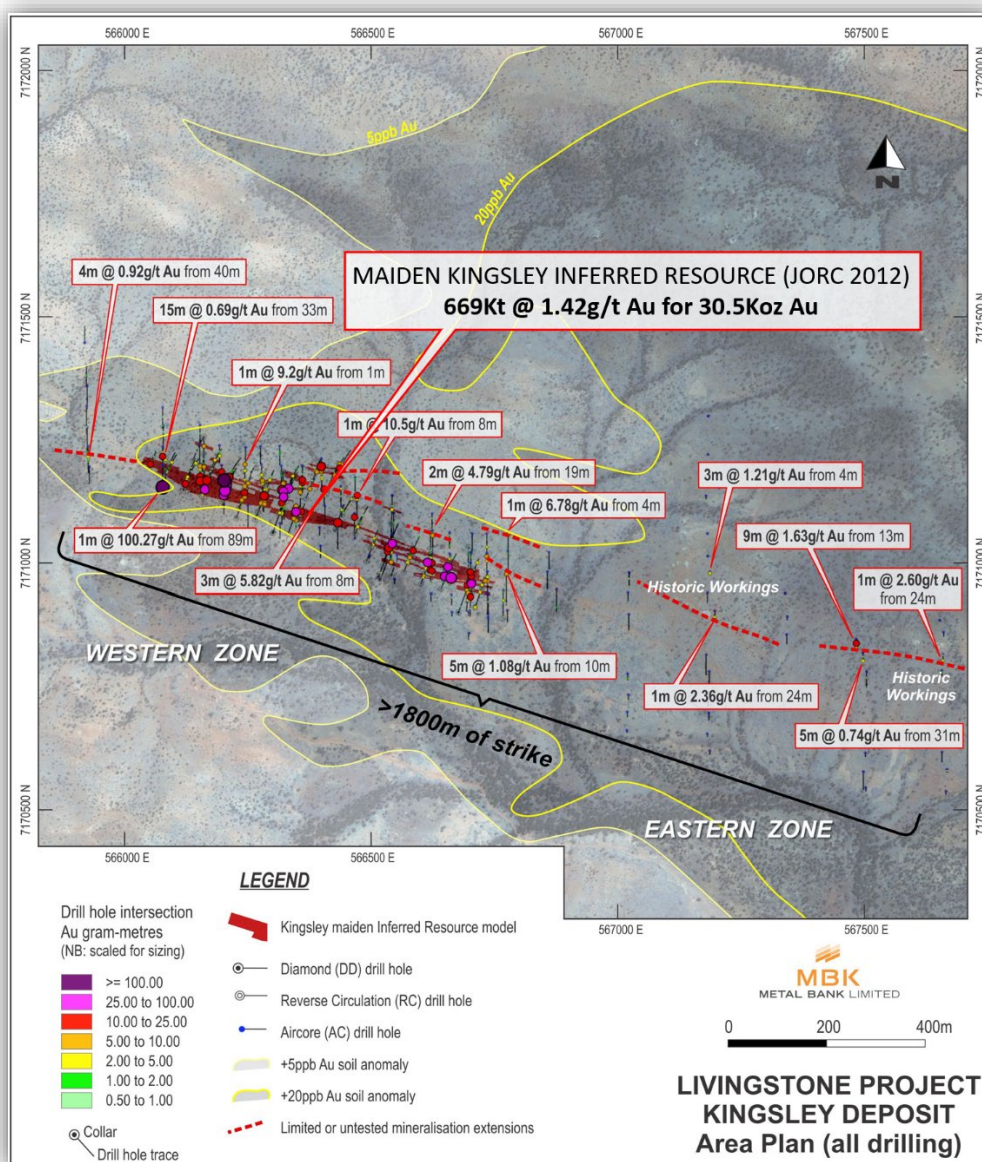 566000 E
566500 E
567000 E
567500 E
7172000 N
7172000 N
5ppb Au
20ppb Au
N
4m @ 0.92g/t Au from 40m
MAIDEN KINGSLEY INFERRED RESOURCE (JORC 2012)
669Kt @ 1.42g/t Au for 30.5Koz Au
15m @ 0.69g/t Au from 33m
7171500 N
7171500 N
1m @ 9.2g/t Au from 1m
1m @ 10.5g/t Au from 8m
2m @ 4.79g/t Au from 19m
3m @ 1.21g/t Au from 4m
1m @ 6.78g/t Au from 4m
9m @ 1.63g/t Au from 13m
1m @ 100.27g/t Au from 89m
7171000 N
7171000 N
3m @ 5.82g/t Au from 8m
Historic Workings
1m @ 2.60g/t Au
from 24m
WESTERN ZONE
5m @ 1.08g/t Au from 10m
1m @ 2.36g/t Au from 24m
Historic
Workings
>1800m of strike
5m @ 0.74g/t Au from 31m
7170500 N
7170500 N
EASTERN ZONE
566000 E
566500 E
567000 E
567500 E
LEGEND
Drill hole intersection
Au gram-metres
(NB: scaled for sizing)
>= 100.00
25.00 to 100.00
10.00 to 25.00
5.00 to 10.00
2.00 to 5.00
1.00 to 2.00
0.50 to 1.00
Collar
Drill hole trace
Kingsley maiden Inferred Resource model
Diamond (DD) drill hole
Reverse Circulation (RC) drill hole
Aircore (AC) drill hole
+5ppb Au soil anomaly
+20ppb Au soil anomaly
Limited or untested mineralisation extensions
MBK
METAL BANK LIMITED
0
200
400m
LIVINGSTONE PROJECT
KINGSLEY DEPOSIT
Area Plan (all drilling)